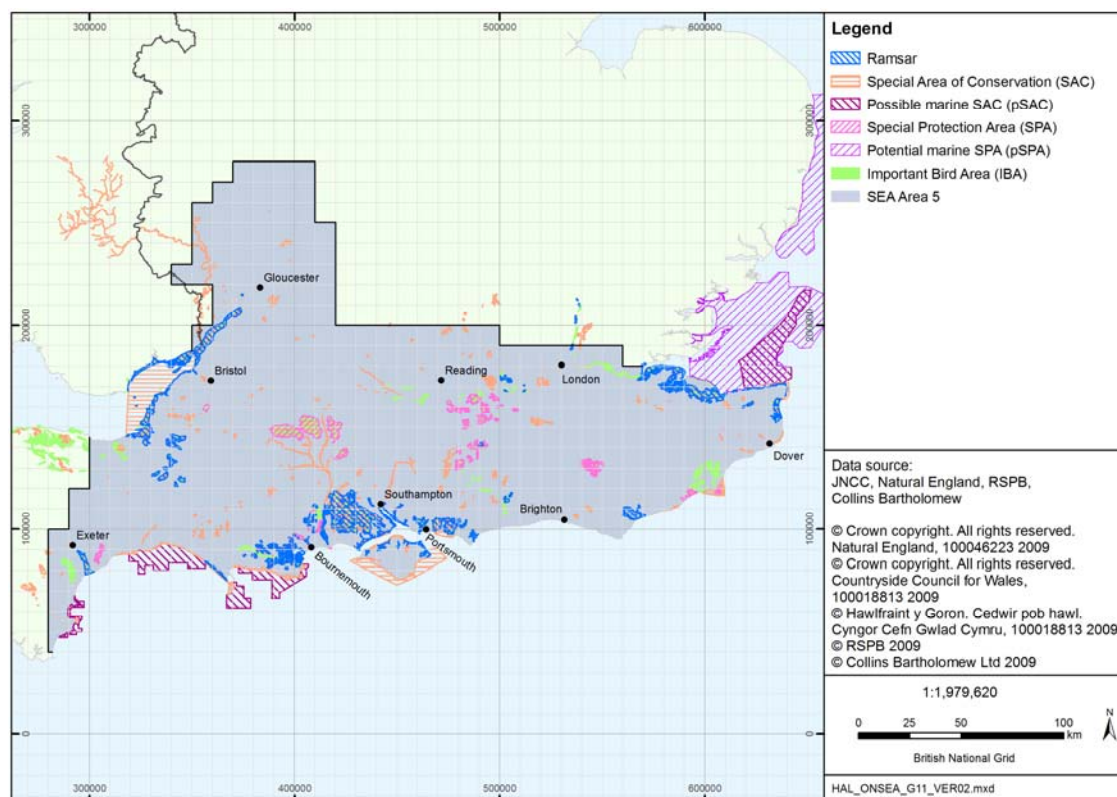 300000
400000
500000
600000
300000
300000
Gloucester
200000
200000
Bristol
Reading
London
Dover
Southampton
Brighton
Portsmouth
100000
100000
Exeter
Bournemouth
0
0
300000
400000
500000
600000
Legend
Ramsar
Special Area of Conservation (SAC)
Possible marine SAC (pSAC)
Special Protection Area (SPA)
Potential marine SPA (pSPA)
Important Bird Area (IBA)
SEA Area 5
Data source:
JNCC, Natural England, RSPB,
Collins Bartholomew
© Crown copyright. All rights reserved.
Natural England, 100046223 2009
© Crown copyright. All rights reserved.
Countryside Council for Wales,
100018813 2009
© Hawlfraint y Goron. Cedwir pob hawl.
Cyngor Cefn Gwlad Cymru, 100018813 2009
© RSPB 2009
© Collins Bartholomew Ltd 2009
1:1,979,620
0 25 50 100
km
N
British National Grid
HAL_ONSEA_G11_VER02.mxd